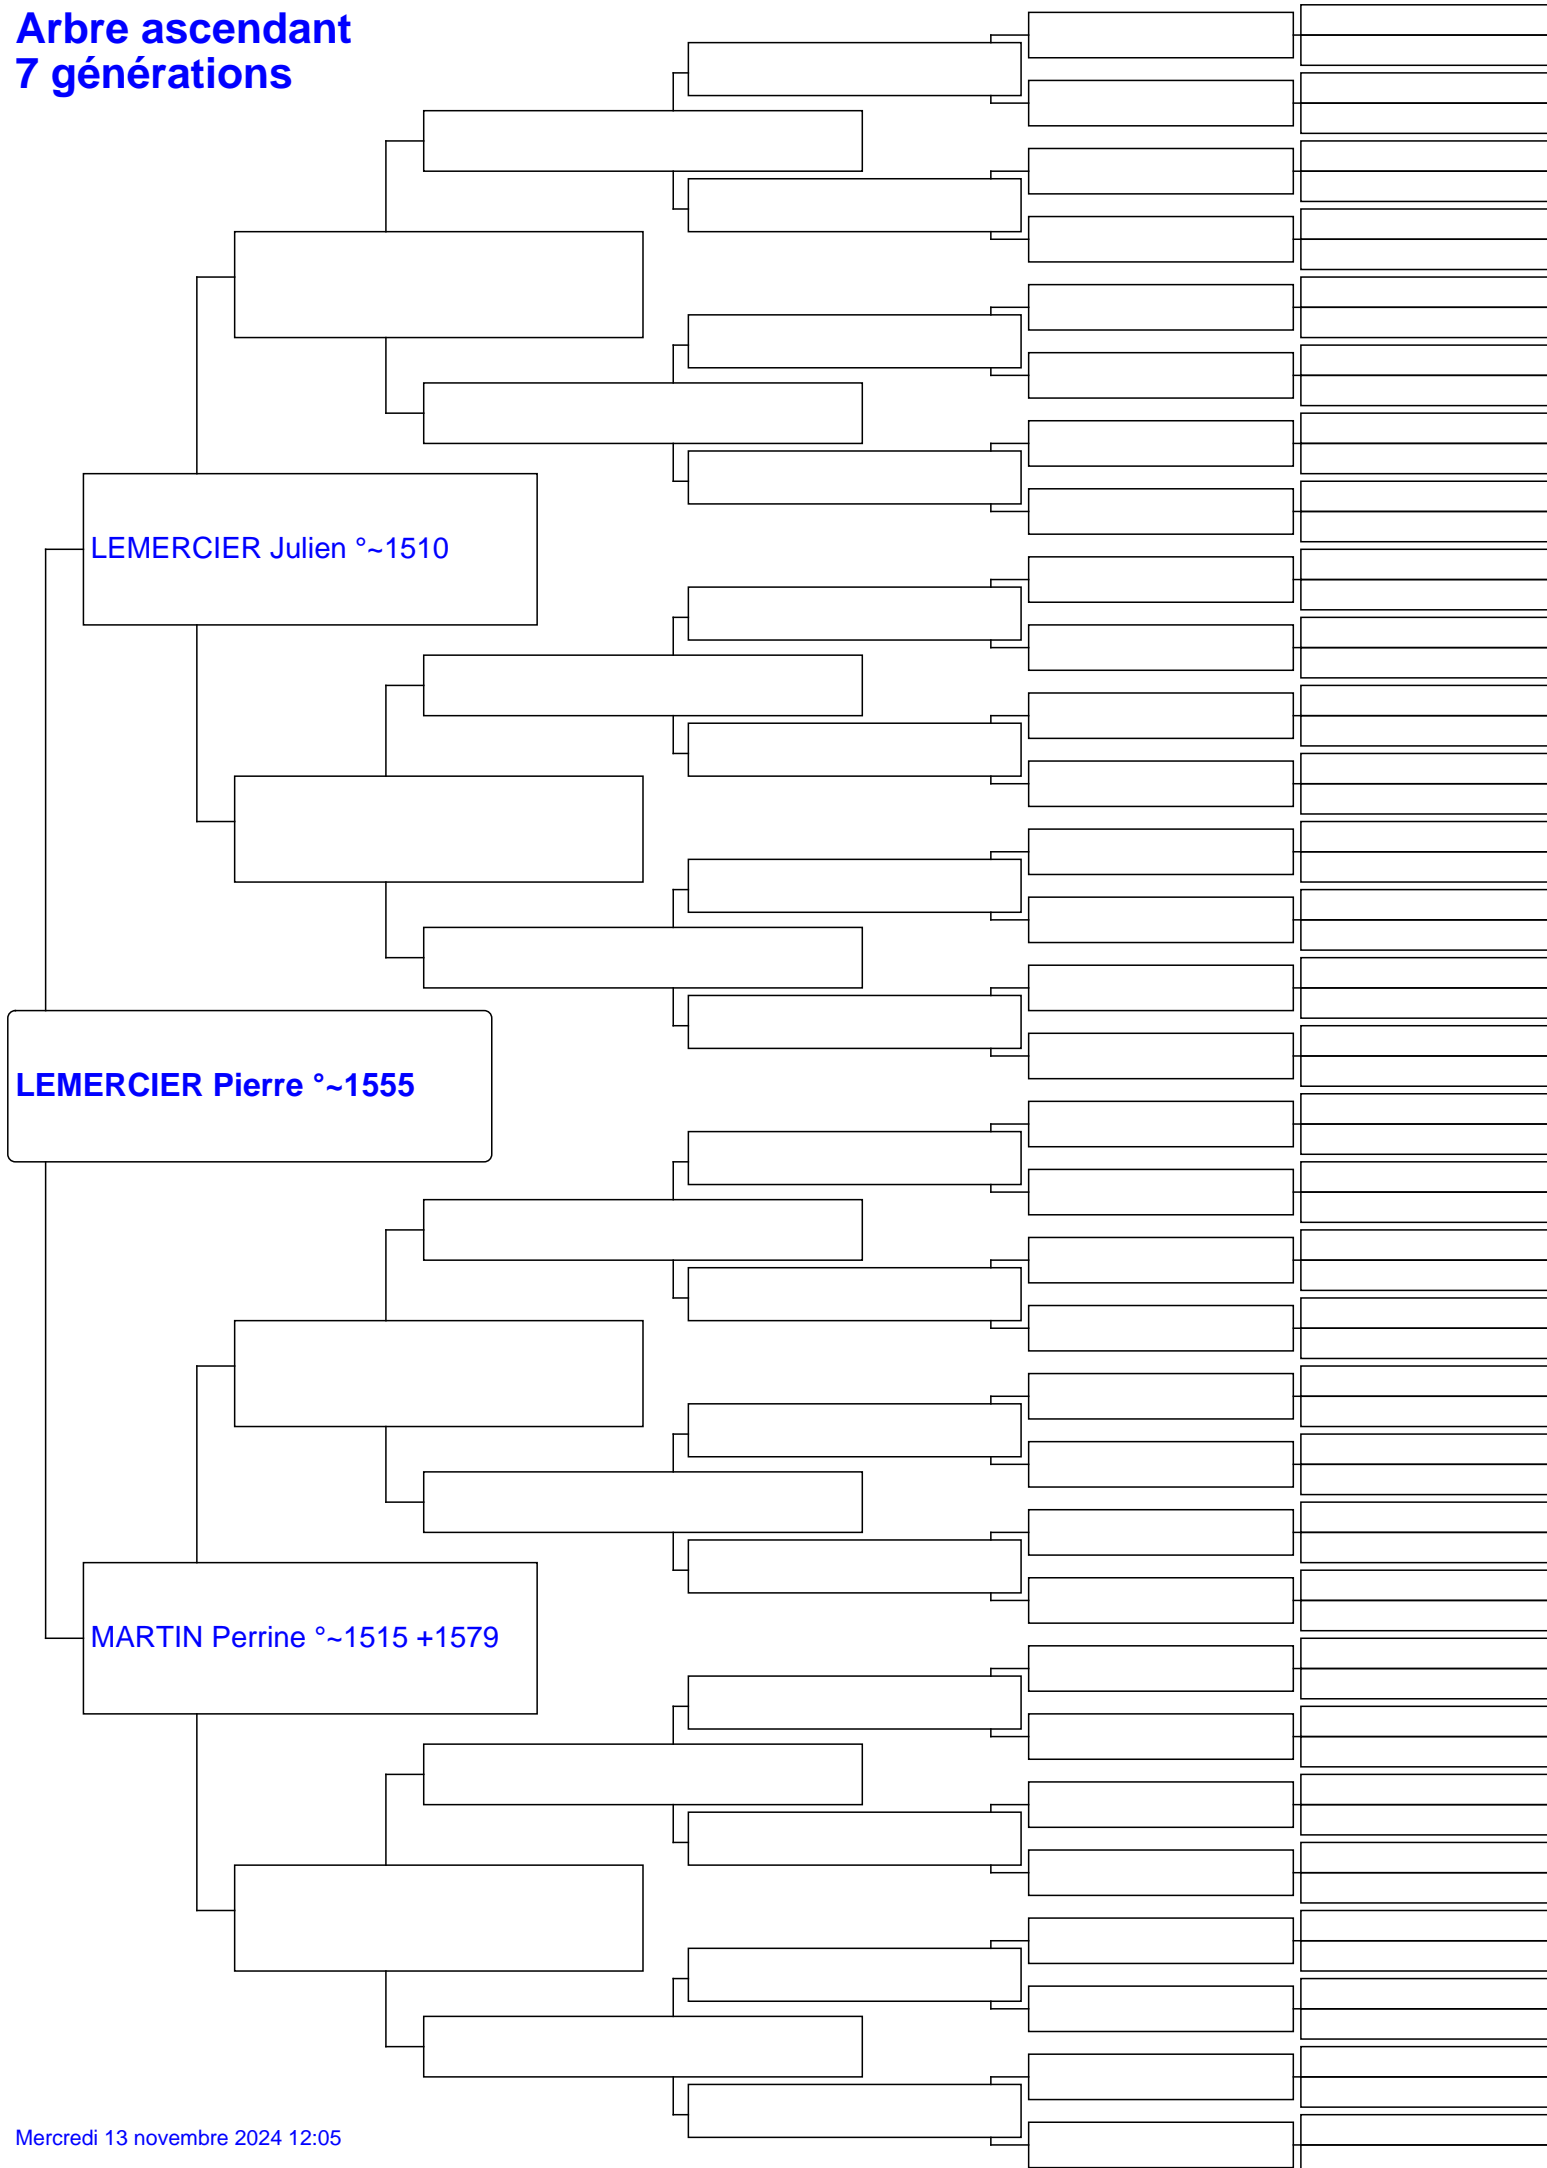 Arbre ascendant
7 générations
LEMERCIER Julien °~1510
LEMERCIER Pierre °~1555
MARTIN Perrine °~1515 +1579
Mercredi 13 novembre 2024 12:05